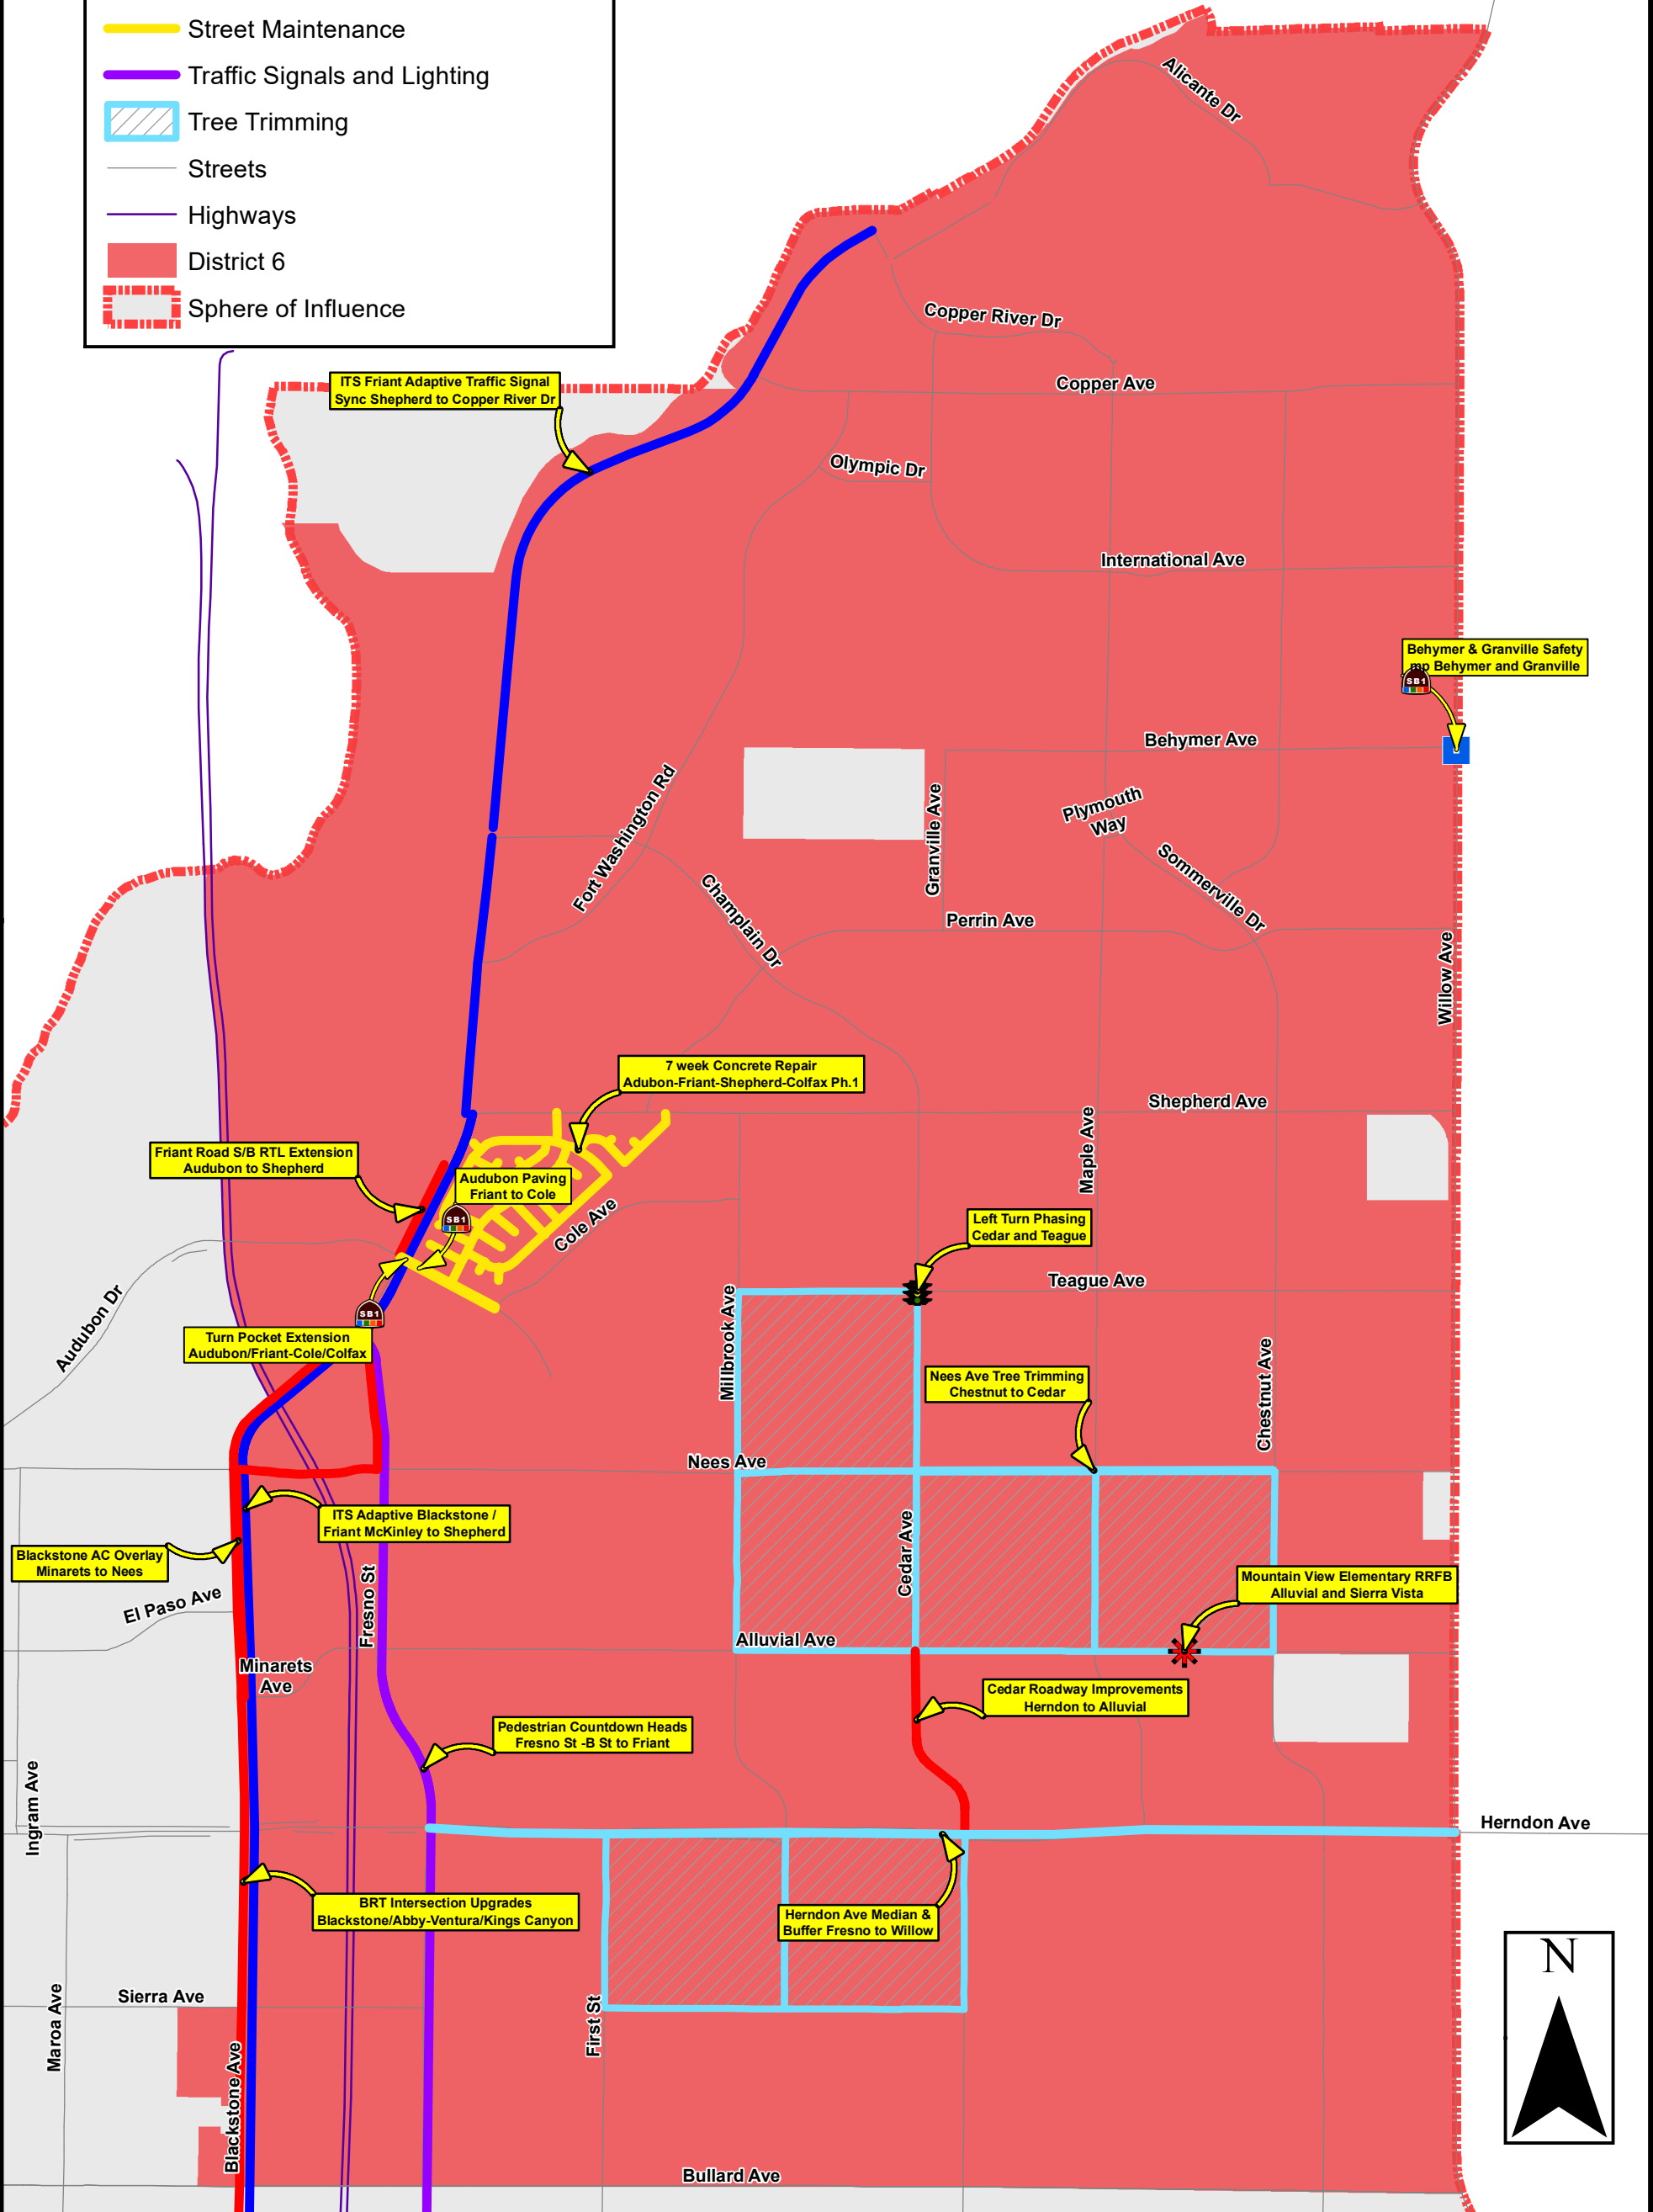 Street Maintenance
Traffic Signals and Lighting
Tree Trimming
Streets
Highways
District 6
Sphere of Influence
Alicante Dr
Copper River Dr
ITS Friant Adaptive Traffic Signal
Sync Shepherd to Copper River Dr
Copper Ave
Olympic Dr
International Ave
Behymer & Granville Safety
mp Behymer and Granville
SB1
Behymer Ave
Fort Washington Rd
Granville Ave
Plymouth
Way
Sommerville Dr
Champlain Dr
Perrin Ave
Willow Ave
7 week Concrete Repair
Adubon-Friant-Shepherd-Colfax Ph.1
Shepherd Ave
Maple Ave
Friant Road S/B RTL Extension
Audubon to Shepherd
Audubon Paving
Friant to Cole
SB1
Cole Ave
Left Turn Phasing
Cedar and Teague
Teague Ave
Audubon Dr
SB1
Turn Pocket Extension
Audubon/Friant-Cole/Colfax
Millbrook Ave
Nees Ave Tree Trimming
Chestnut to Cedar
Chestnut Ave
Nees Ave
ITS Adaptive Blackstone /
Friant McKinley to Shepherd
Blackstone AC Overlay
Minarets to Nees
El Paso Ave
Fresno St
Cedar Ave
Mountain View Elementary RRFB
Alluvial and Sierra Vista
Alluvial Ave
Minarets
Ave
Cedar Roadway Improvements
Herndon to Alluvial
Pedestrian Countdown Heads
Fresno St -B St to Friant
Ingram Ave
Herndon Ave
BRT Intersection Upgrades
Blackstone/Abby-Ventura/Kings Canyon
Herndon Ave Median &
Buffer Fresno to Willow
N
Sierra Ave
Maroa Ave
First St
Blackstone Ave
Bullard Ave